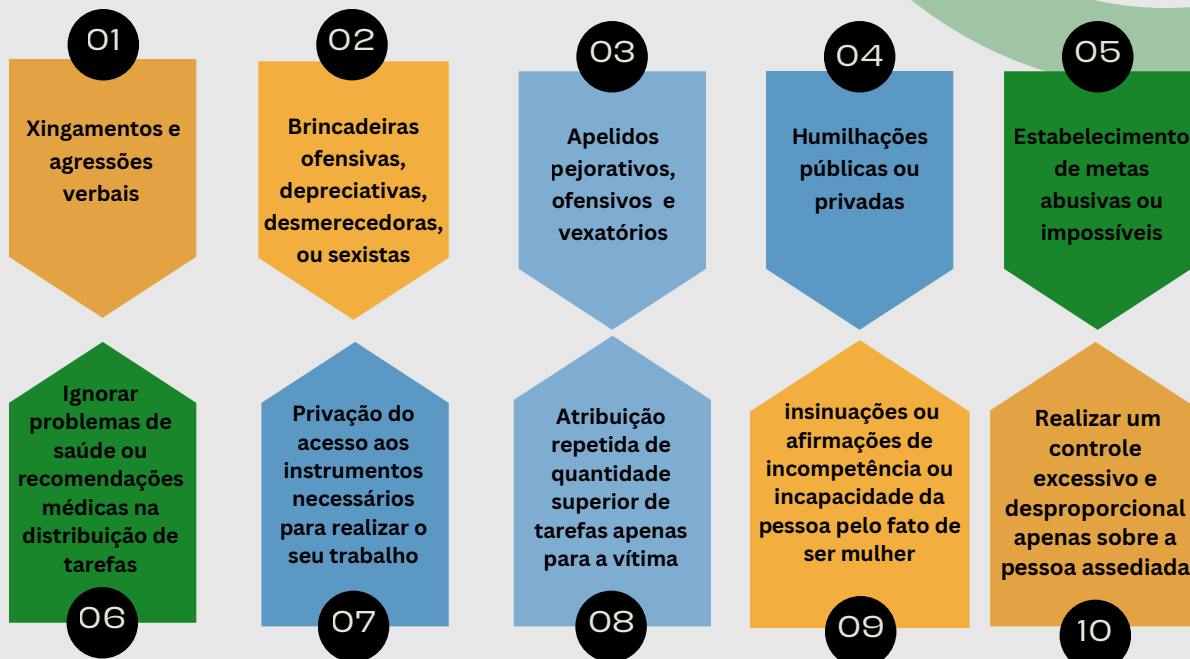 01
Xingamentos e
agressões
verbais
02
Brincadeiras
ofensivas,
depreciativas,
desmerecedoras,
ou sexistas
03
Apelidos
pejorativos,
ofensivos e
vexatórios
04
Humilhações
públicas ou
privadas
05
Estabelecimento
de metas
abusivas ou
impossíveis
Ignorar
problemas de
saúde ou
recomendações
médicas na
distribuição de
tarefas
06
Privação do
acesso aos
instrumentos
necessários
para realizar o
seu trabalho
07
Atribuição
repetida de
quantidade
superior de
tarefas apenas
para a vítima
08
insinuações ou
afirmações de
incompetência ou
incapacidade da
pessoa pelo fato de
ser mulher
09
Realizar um
controle
excessivo e
desproporcional
apenas sobre a
pessoa assediada
10